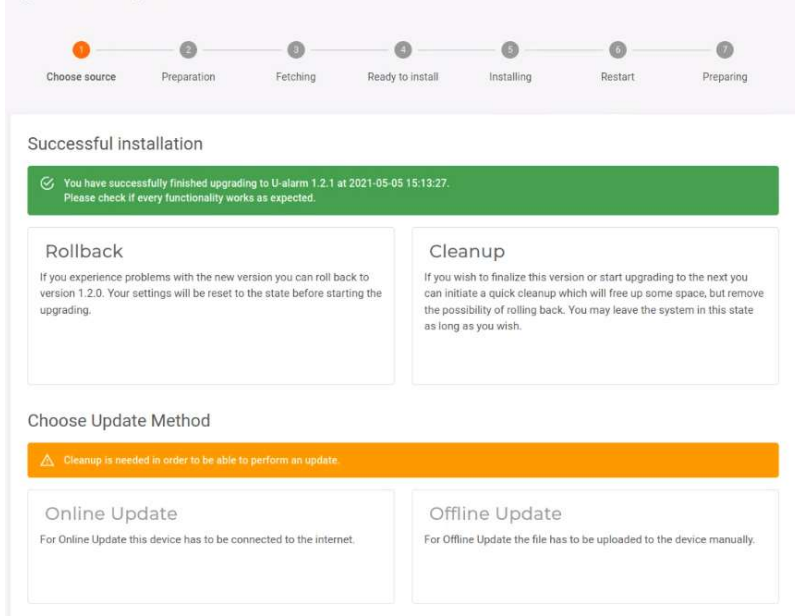 1
2
3
4
5
6
7
Choose source
Preparation
Fetching
Ready to install
Installing
Restart
Preparing
Successful installation
You have successfully finished upgrading to U-alarm 1.2.1 at 2021-05-05 15:13:27.
Please check if every functionality works as expected.
Rollback
If you experience problems with the new version you can roll back to
version 1.2.0. Your settings will be reset to the state before starting the
upgrading.
Cleanup
If you wish to finalize this version or start upgrading to the next you
can initiate a quick cleanup which will free up some space, but remove
the possibility of rolling back. You may leave the system in this state
as long as you wish.
Choose Update Method
Cleanup is needed in order to be able to perform an update.
Online Update
For Online Update this device has to be connected to the internet.
Offline Update
For Offline Update the file has to be uploaded to the device manually.